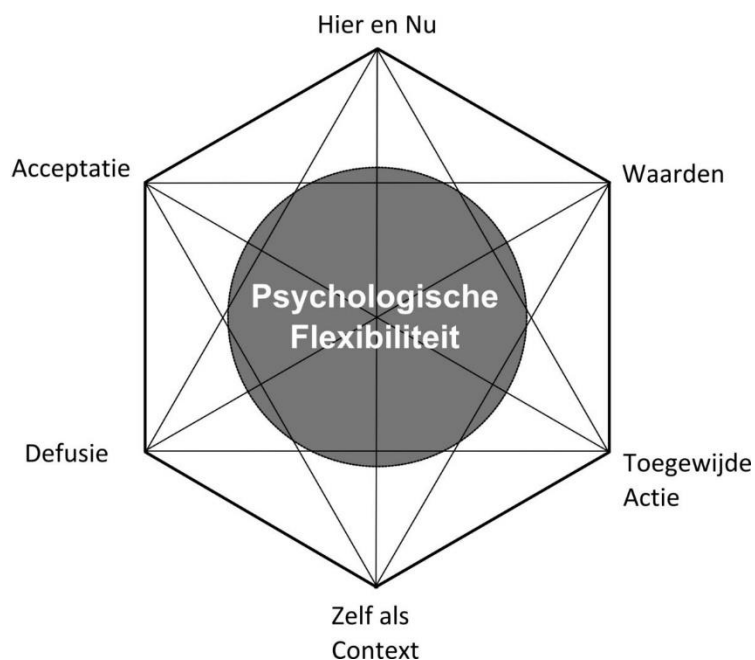 Hier en Nu
Acceptatie
Waarden
Psychologische
Flexibiliteit
Defusie
Toegewijde
Actie
Zelf als
Context